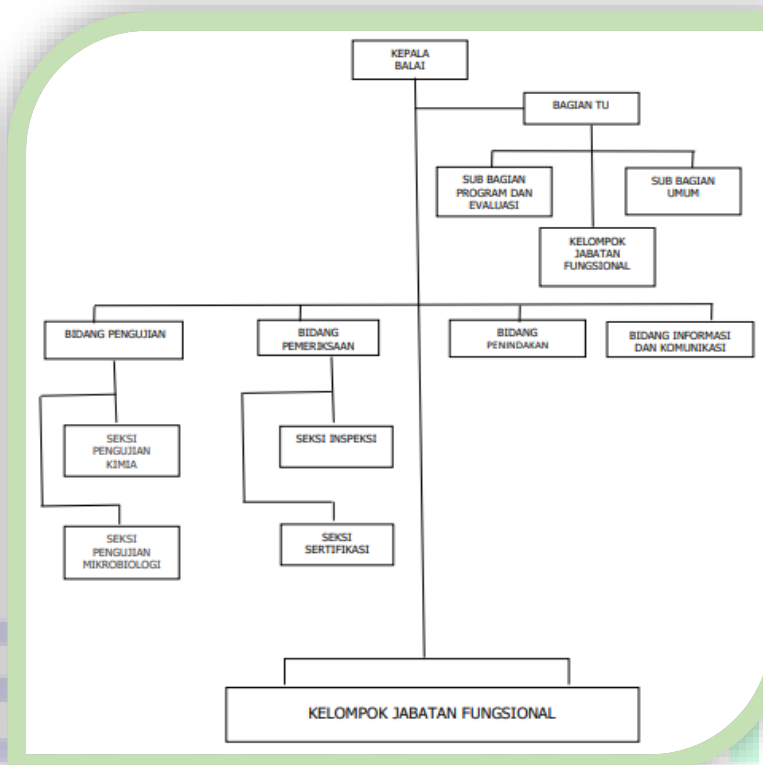 KEPALA
BALAI
BAGIAN TU
SUB BAGIAN
PROGRAM DAN
EVALUASI
SUB BAGIAN
UMUM
KELOMPOK
JABATAN
FUNGSIONAL
BIDANG PENGUJIAN
BIDANG
PEMERIKSAAN
BIDANG
PENINDAKAN
BIDANG INFORMASI
DAN KOMUNIKASI
SEKSI
PENGUJIAN
KIMIA
SEKSI INSPEKSI
SEKSI
PENGUJIAN
MIKROBIOLOGI
SEKSI
SERTIFIKASI
KELOMPOK JABATAN FUNGSIONAL